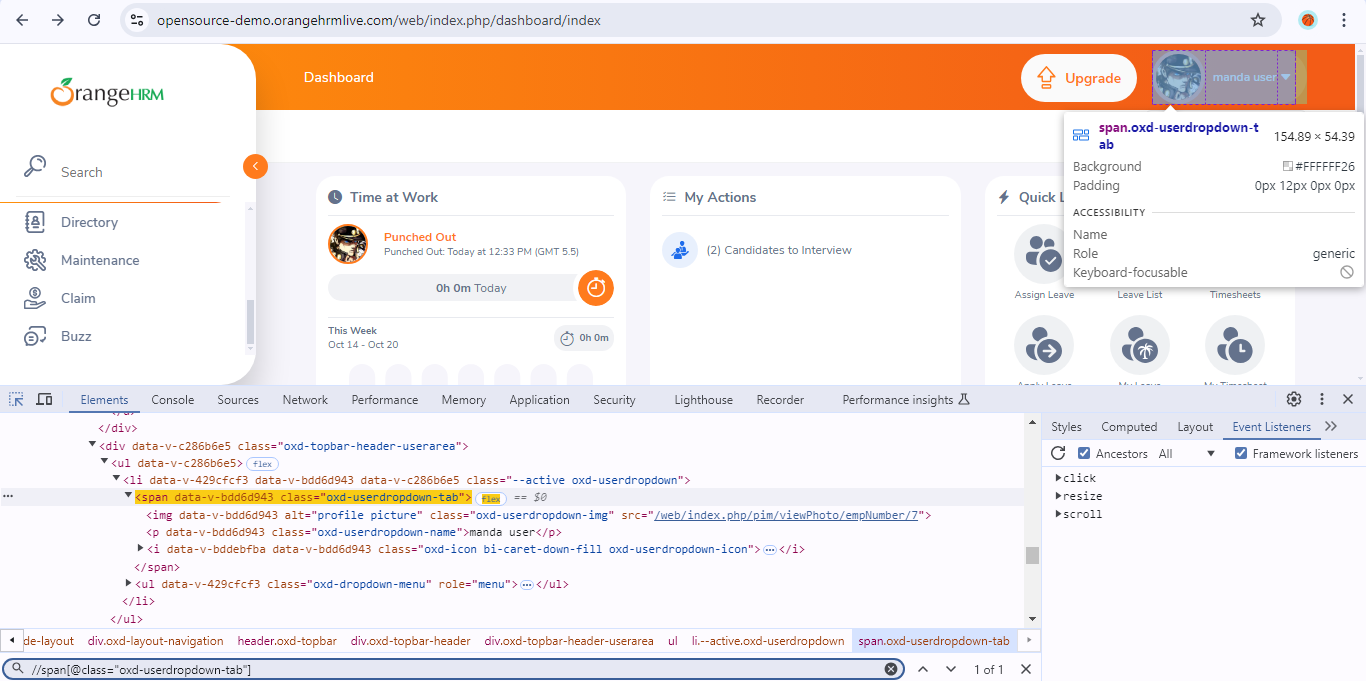 opensource-demo.orangehrmlive.com/web/index.php/dashboard/index
OrangeHRM
Dashboard
Upgrade
manda user
Search
Directory
Maintenance
Claim
Buzz
Time at Work
Punched Out
Punched Out: Today at 12:33 PM (GMT 5.5)
0h 0m Today
This Week
Oct 14 - Oct 20
0h 0m
My Actions
(2) Candidates to Interview
Quick L
Assign Leave
Leave List
Timesheets
Apply Leave
My Leave
My Timesheet
span.oxd-userdropdown-t
ab
154.89 × 54.39
Background
#FFFFFF26
Padding
0px 12px 0px 0px
ACCESSIBILITY
Name
Role
generic
Keyboard-focusable
Elements
Console
Sources
Network
Performance
Memory
Application
Security
Lighthouse
Recorder
Performance insights
</div>
<div data-v-c286b6e5 class="oxd-topbar-header-userarea">
<ul data-v-c286b6e5> flex
<li data-v-429cfcf3 data-v-bdd6d943 data-v-c286b6e5 class="--active oxd-userdropdown">
<span data-v-bdd6d943 class="oxd-userdropdown-tab"> flex == $0
<img data-v-bdd6d943 alt="profile picture" class="oxd-userdropdown-img" src="/web/index.php/pim/viewPhoto/empNumber/7">
<p data-v-bdd6d943 class="oxd-userdropdown-name">manda user</p>
<i data-v-bddebfba data-v-bdd6d943 class="oxd-icon bi-caret-down-fill oxd-userdropdown-icon"> … </i>
</span>
<ul data-v-429cfcf3 class="oxd-dropdown-menu" role="menu"> … </ul>
</li>
</ul>
de-layout
div.oxd-layout-navigation
header.oxd-topbar
div.oxd-topbar-header
div.oxd-topbar-header-userarea
ul
li.--active.oxd-userdropdown
span.oxd-userdropdown-tab
//span[@class="oxd-userdropdown-tab"]
1 of 1
Styles
Computed
Layout
Event Listeners
Ancestors
All
Framework listeners
click
resize
scroll